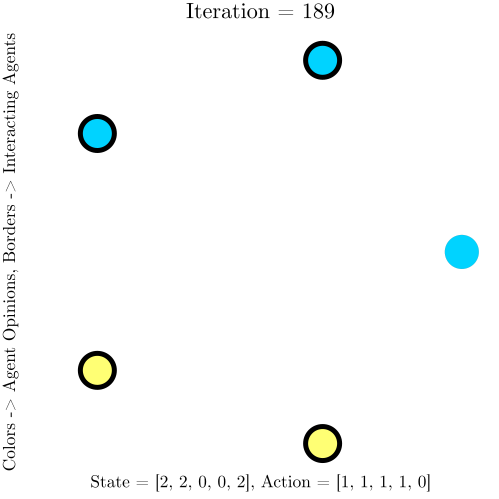 Iteration = 189
Colors -> Agent Opinions, Borders -> Interacting Agents
State = [2, 2, 0, 0, 2], Action = [1, 1, 1, 1, 0]